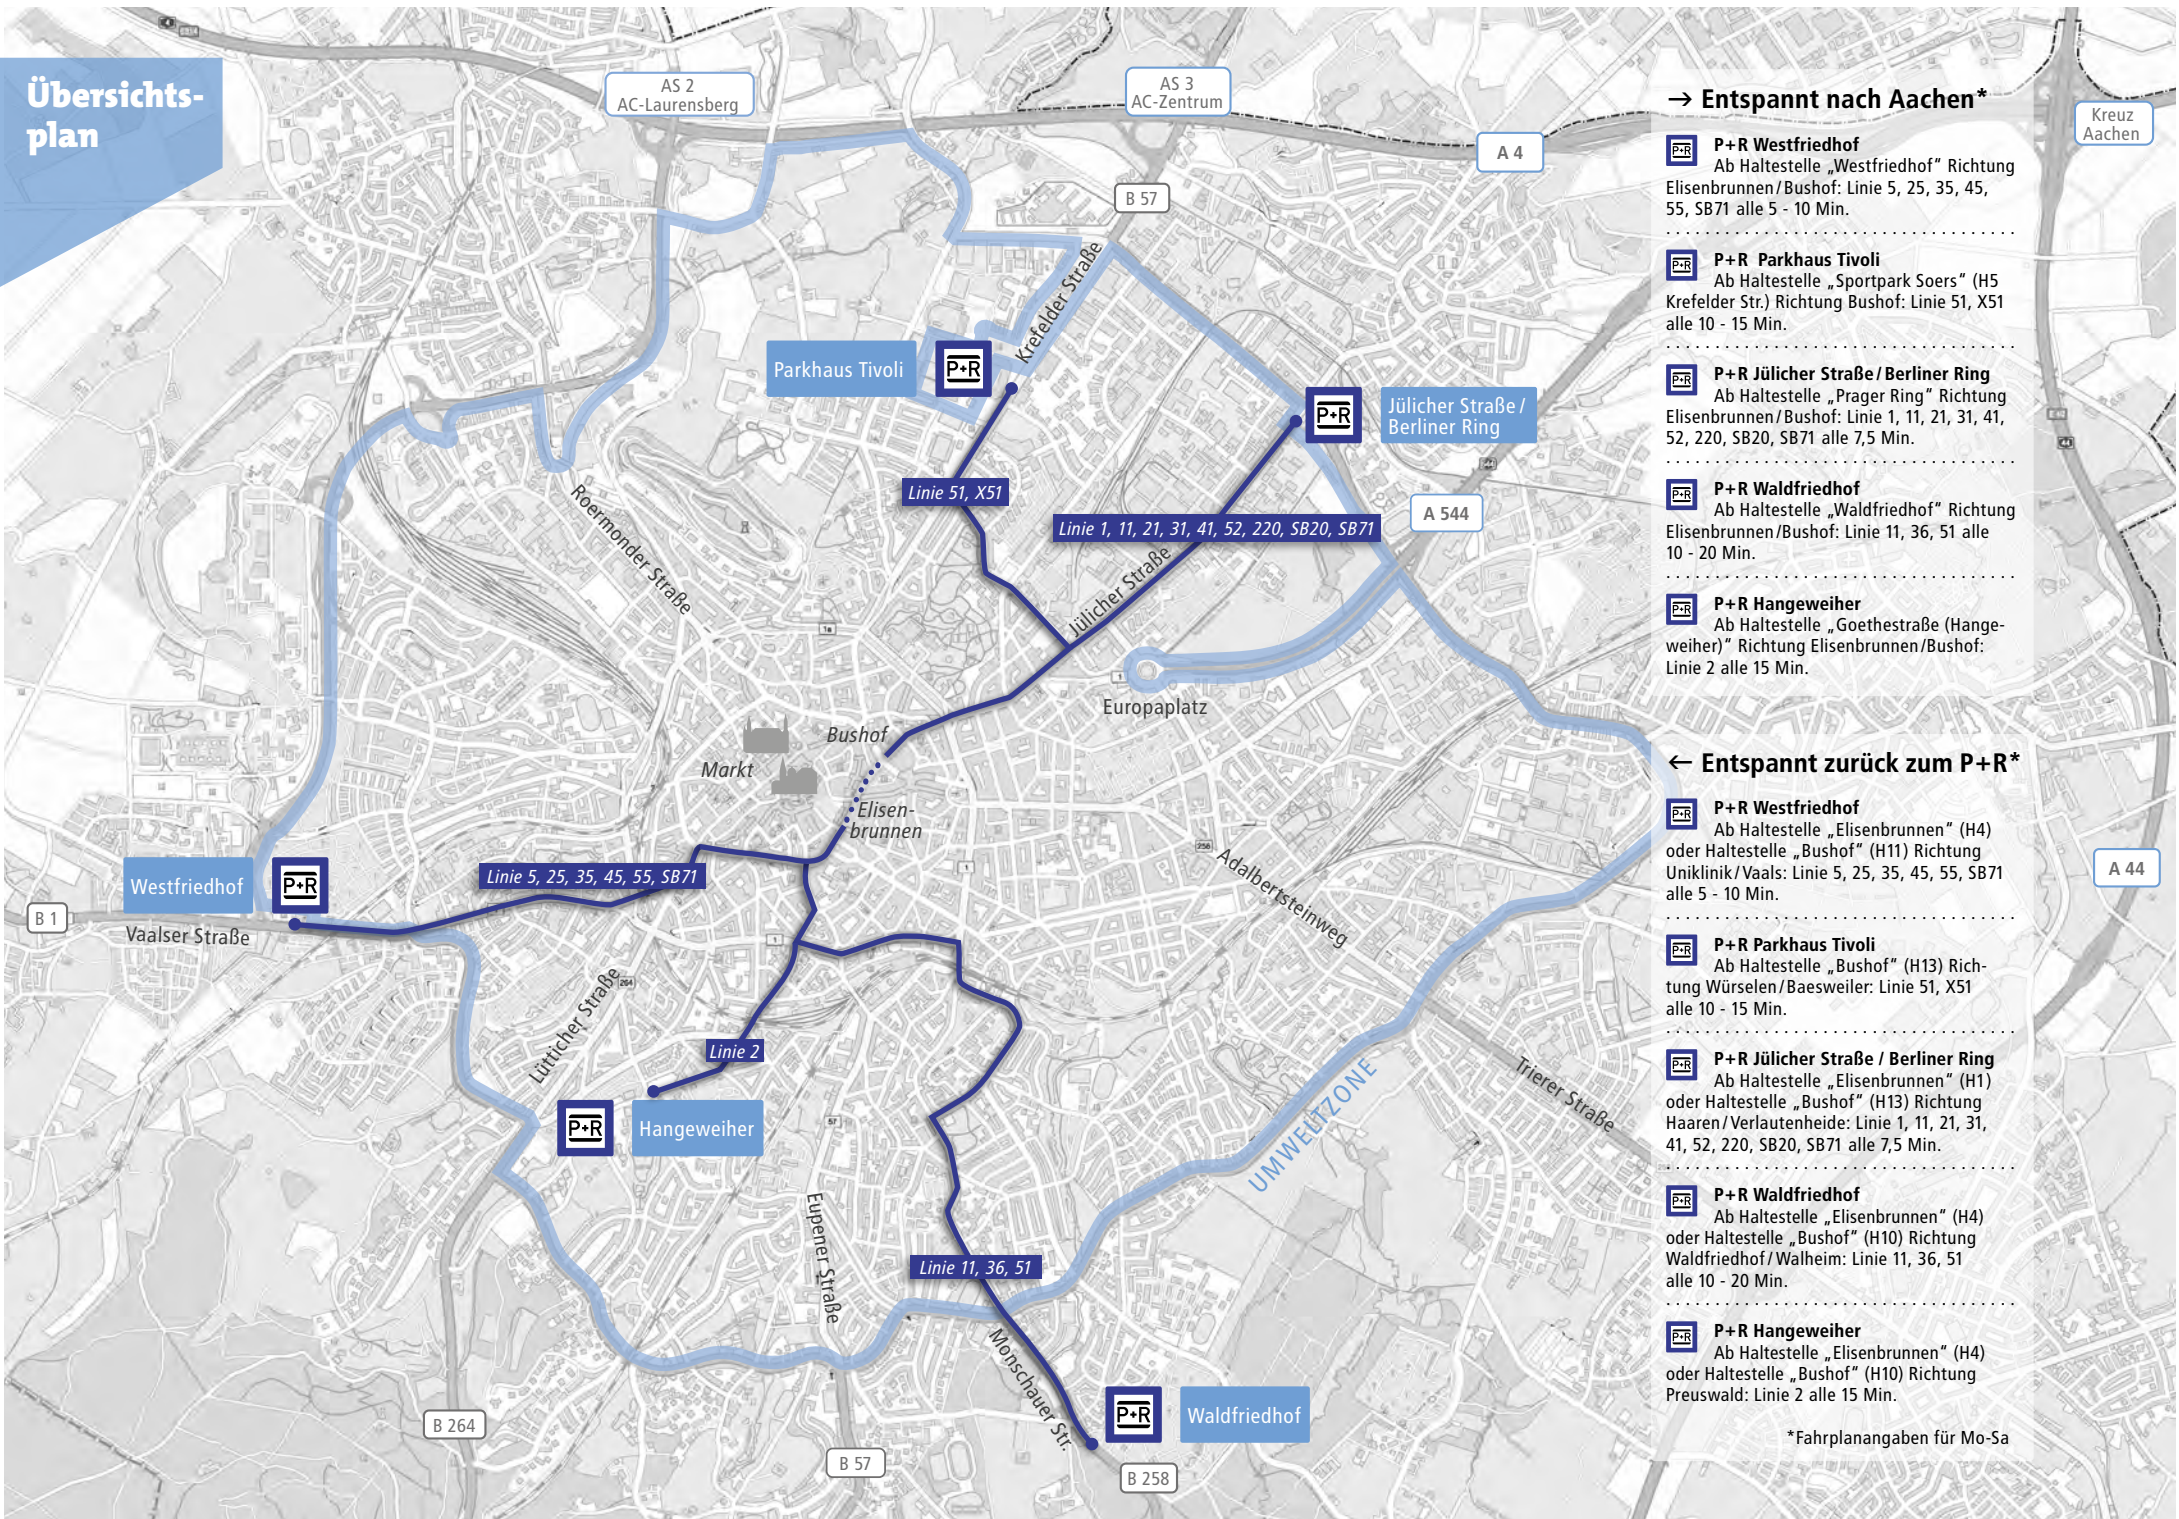 Übersichts-
plan
AS 2
AC-Laurensberg
AS 3
AC-Zentrum
A 4
Kreuz
Aachen
B 57
Krefelder Straße
Parkhaus Tivoli
P+R
P+R
Jülicher Straße /
Berliner Ring
Linie 51, X51
Linie 1, 11, 21, 31, 41, 52, 220, SB20, SB71
A 544
Roermonder Straße
Jülicher Straße
Europaplatz
Bushof
Markt
Elisen-
brunnen
Westfriedhof
P+R
Linie 5, 25, 35, 45, 55, SB71
B 1
Vaalser Straße
Adalbertsteinweg
A 44
Lütticher Straße
Linie 2
P+R
Hangeweiher
Trierer Straße
UMWELTZONE
Eupener Straße
Linie 11, 36, 51
Monschauer Str.
P+R
Waldfriedhof
B 264
B 57
B 258
→ Entspannt nach Aachen*
P+R
P+R Westfriedhof
Ab Haltestelle „Westfriedhof“ Richtung
Elisenbrunnen/Bushof: Linie 5, 25, 35, 45,
55, SB71 alle 5 - 10 Min.
P+R
P+R Parkhaus Tivoli
Ab Haltestelle „Sportpark Soers“ (H5
Krefelder Str.) Richtung Bushof: Linie 51, X51
alle 10 - 15 Min.
P+R
P+R Jülicher Straße/Berliner Ring
Ab Haltestelle „Prager Ring“ Richtung
Elisenbrunnen/Bushof: Linie 1, 11, 21, 31, 41,
52, 220, SB20, SB71 alle 7,5 Min.
P+R
P+R Waldfriedhof
Ab Haltestelle „Waldfriedhof“ Richtung
Elisenbrunnen/Bushof: Linie 11, 36, 51 alle
10 - 20 Min.
P+R
P+R Hangeweiher
Ab Haltestelle „Goethestraße (Hange-
weiher)“ Richtung Elisenbrunnen/Bushof:
Linie 2 alle 15 Min.
← Entspannt zurück zum P+R*
P+R
P+R Westfriedhof
Ab Haltestelle „Elisenbrunnen“ (H4)
oder Haltestelle „Bushof“ (H11) Richtung
Uniklinik/Vaals: Linie 5, 25, 35, 45, 55, SB71
alle 5 - 10 Min.
P+R
P+R Parkhaus Tivoli
Ab Haltestelle „Bushof“ (H13) Rich-
tung Würselen/Baesweiler: Linie 51, X51
alle 10 - 15 Min.
P+R
P+R Jülicher Straße / Berliner Ring
Ab Haltestelle „Elisenbrunnen“ (H1)
oder Haltestelle „Bushof“ (H13) Richtung
Haaren/Verlautenheide: Linie 1, 11, 21, 31,
41, 52, 220, SB20, SB71 alle 7,5 Min.
P+R
P+R Waldfriedhof
Ab Haltestelle „Elisenbrunnen“ (H4)
oder Haltestelle „Bushof“ (H10) Richtung
Waldfriedhof/Walheim: Linie 11, 36, 51
alle 10 - 20 Min.
P+R
P+R Hangeweiher
Ab Haltestelle „Elisenbrunnen“ (H4)
oder Haltestelle „Bushof“ (H10) Richtung
Preuswald: Linie 2 alle 15 Min.
*Fahrplanangaben für Mo-Sa